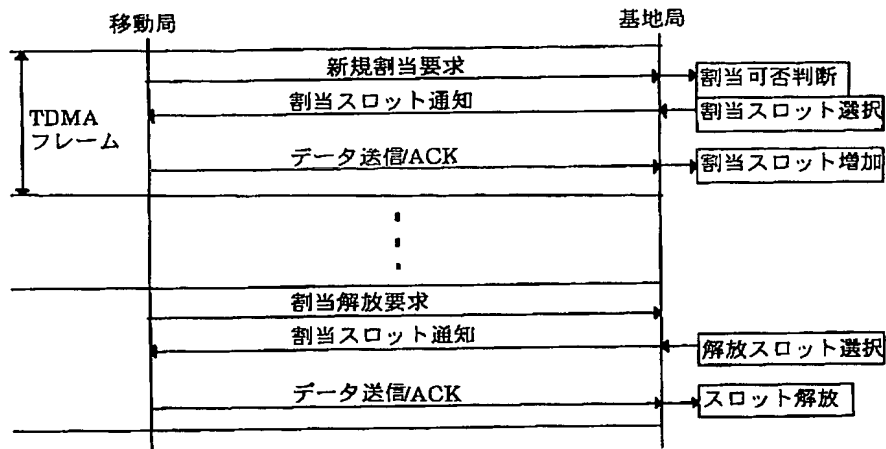 移動局
基地局
新規割当要求
割当可否判断
割当スロット通知
割当スロット選択
TDMA
フレーム
データ送信/ACK
割当スロット増加
割当解放要求
割当スロット通知
解放スロット選択
データ送信/ACK
スロット解放